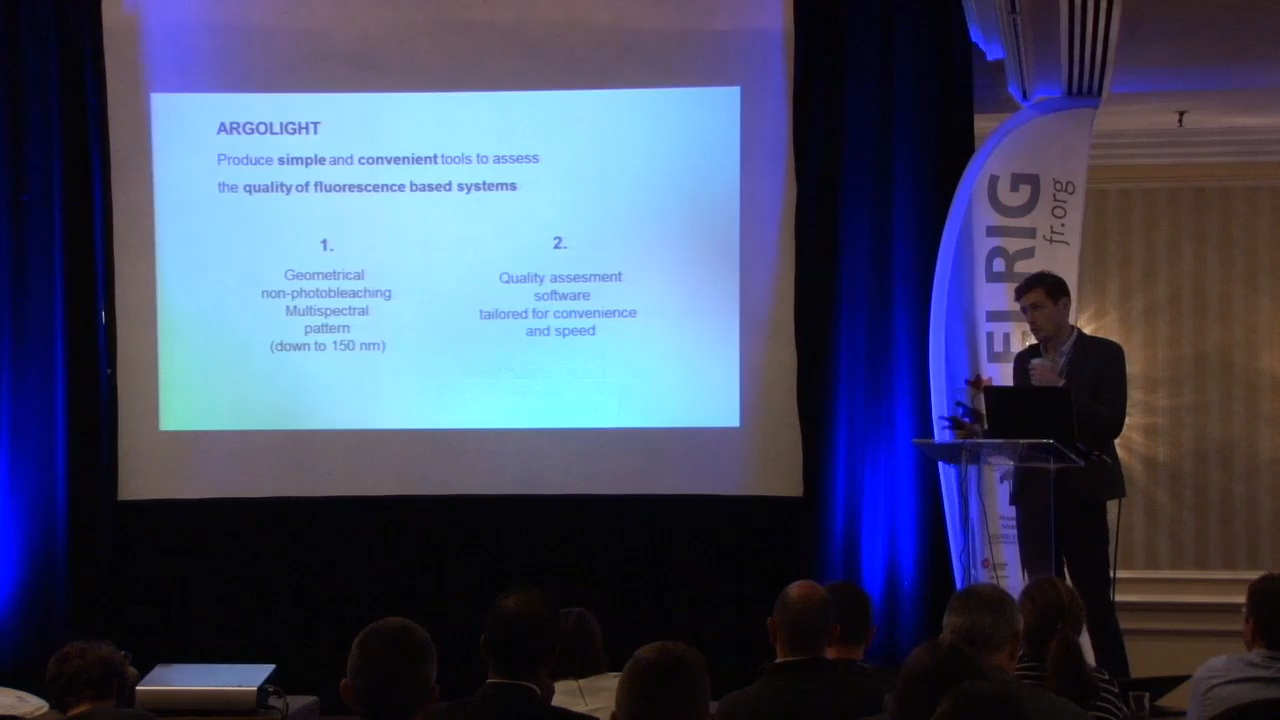 ARGOLIGHT
Produce simple and convenient tools to assess
the quality of fluorescence based systems
1.
Geometrical
non-photobleaching
Multispectral
pattern
(down to 150 nm)
2.
Quality assesment
software
tailored for convenience
and speed
ELRIG
fr.org